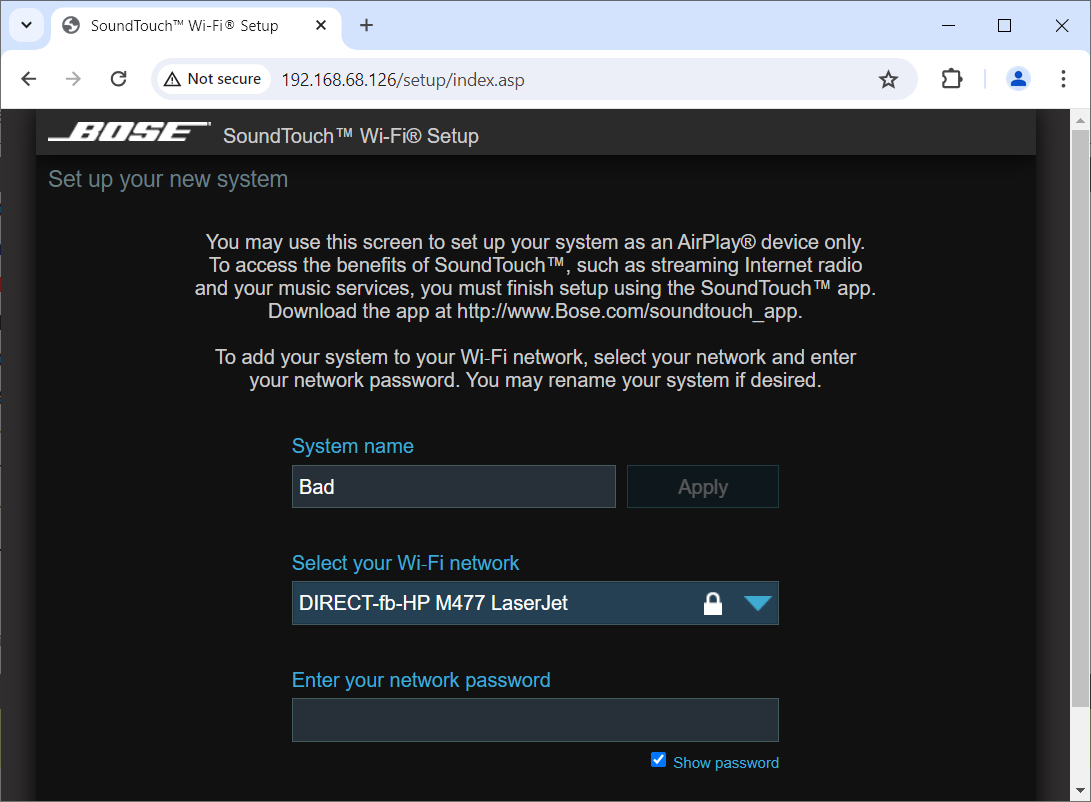 SoundTouch™ Wi-Fi® Setup
Not secure
192.168.68.126/setup/index.asp
BOSE SoundTouch™ Wi-Fi® Setup
Set up your new system
You may use this screen to set up your system as an AirPlay® device only.
To access the benefits of SoundTouch™, such as streaming Internet radio
and your music services, you must finish setup using the SoundTouch™ app.
Download the app at http://www.Bose.com/soundtouch_app.
To add your system to your Wi-Fi network, select your network and enter
your network password. You may rename your system if desired.
System name
Bad
Apply
Select your Wi-Fi network
DIRECT-fb-HP M477 LaserJet
Enter your network password
Show password